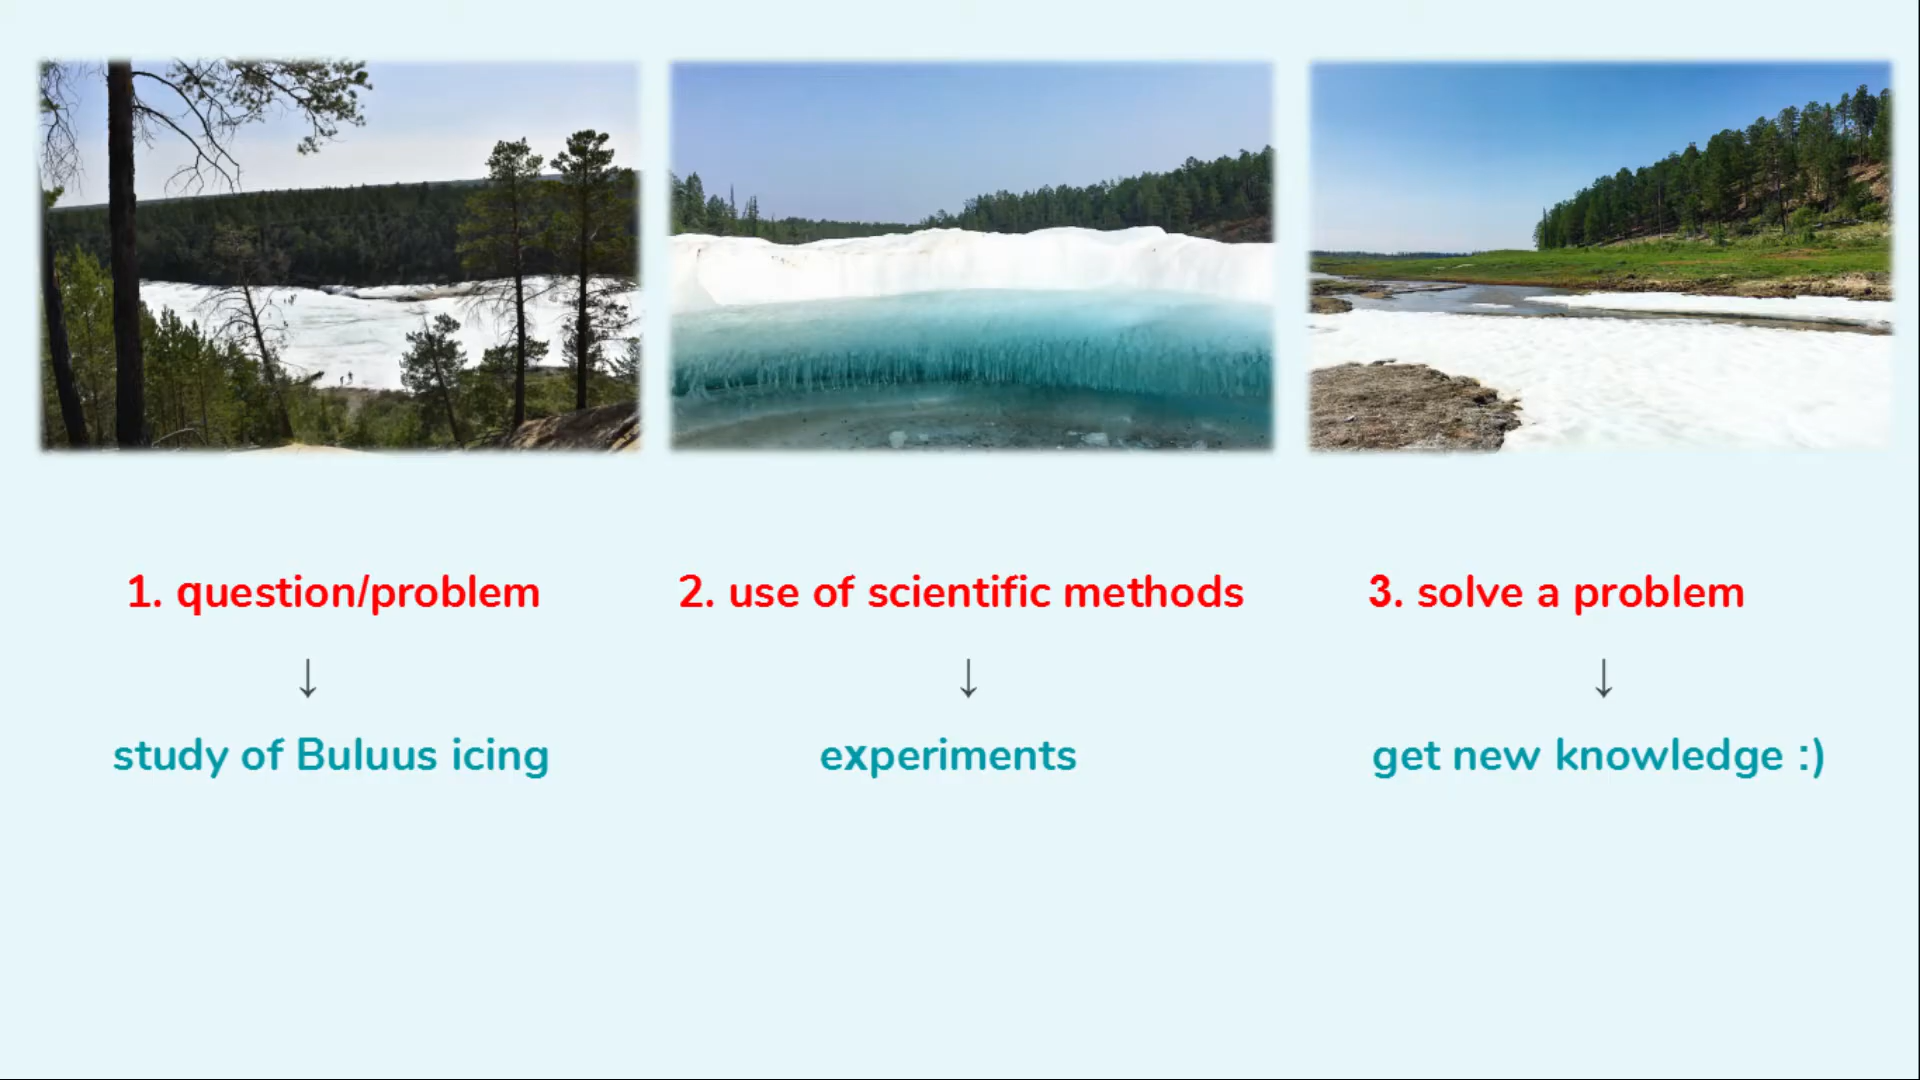 1. question/problem
↓
study of Buluus icing
2. use of scientific methods
↓
experiments
3. solve a problem
↓
get new knowledge :)